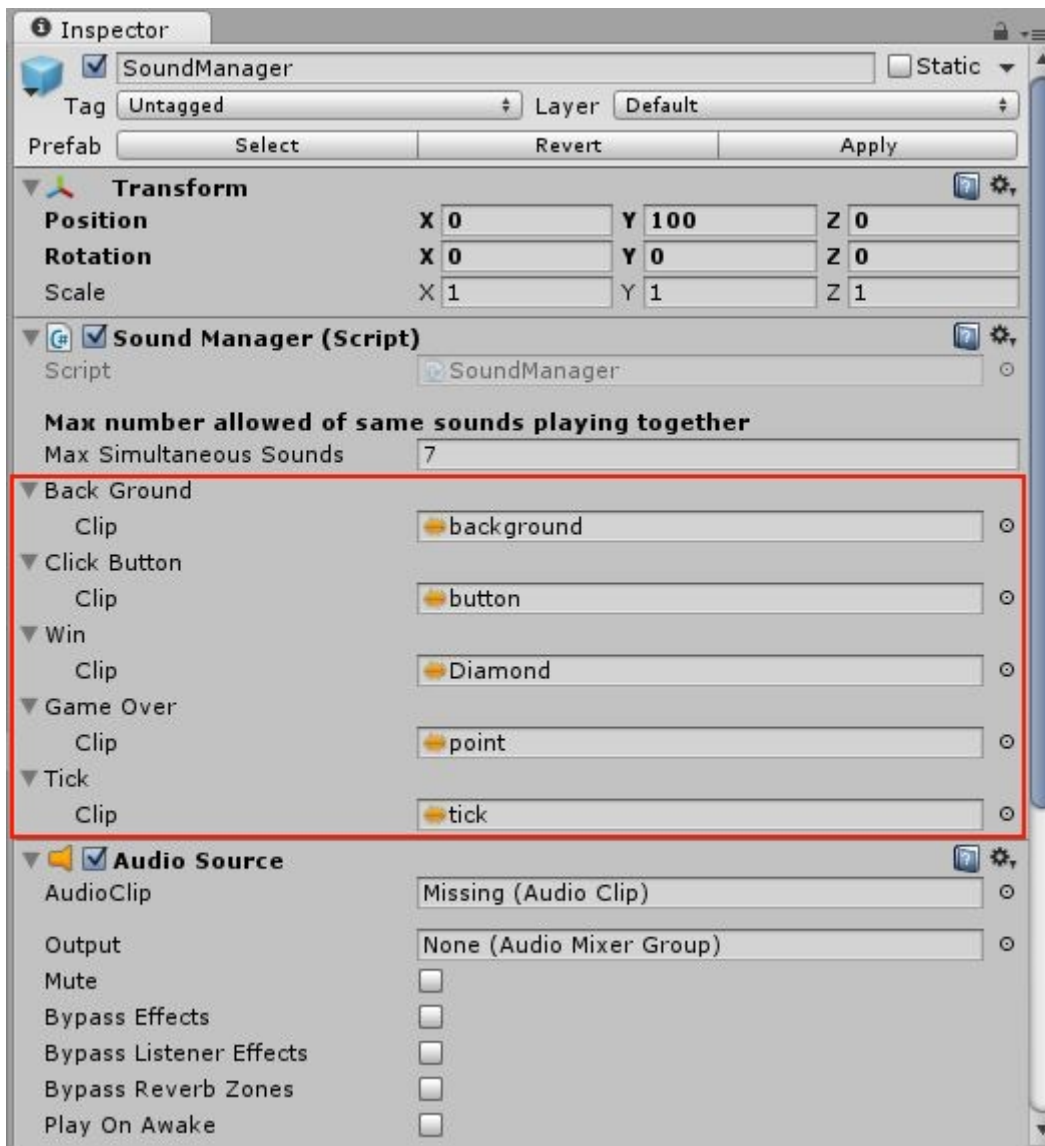 Inspector
SoundManager Static
Tag Untagged Layer Default
Prefab Select Revert Apply
Transform
Position X 0 Y 100 Z 0
Rotation X 0 Y 0 Z 0
Scale X 1 Y 1 Z 1
Sound Manager (Script)
Script SoundManager
Max number allowed of same sounds playing together
Max Simultaneous Sounds 7
Back Ground
Clip background
Click Button
Clip button
Win
Clip Diamond
Game Over
Clip point
Tick
Clip tick
Audio Source
AudioClip Missing (Audio Clip)
Output None (Audio Mixer Group)
Mute
Bypass Effects
Bypass Listener Effects
Bypass Reverb Zones
Play On Awake